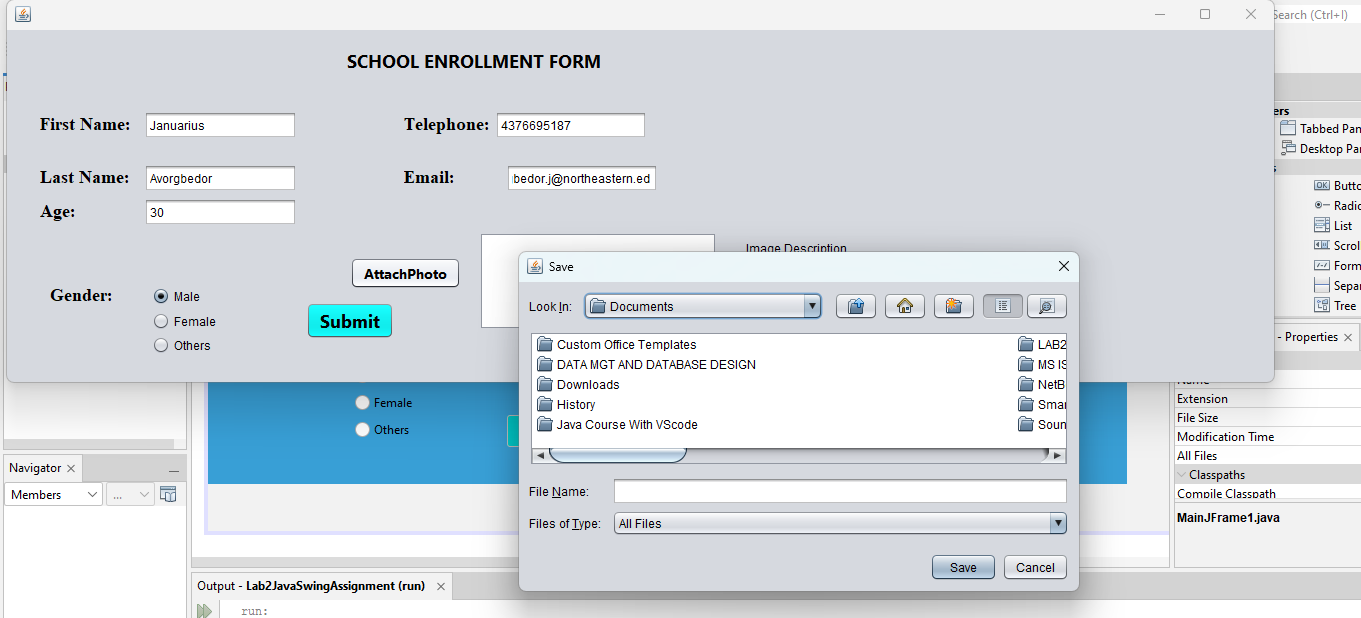 Search (Ctrl+I)
SCHOOL ENROLLMENT FORM
First Name:
Januarius
Telephone:
4376695187
Last Name:
Avorgbedor
Email:
bedor.j@northeastern.ed
Age:
30
AttachPhoto
Image Description
Gender:
Male
Female
Others
Submit
ers
Tabbed Pan
Desktop Pa
s
OK Butto
Radio
List
Scrol
Form
Separ
Tree
Save
Look In:
Documents
Custom Office Templates
DATA MGT AND DATABASE DESIGN
Downloads
History
Java Course With VScode
LAB2
MS IS
NetB
Smar
Soun
File Name:
Files of Type:
All Files
Save
Cancel
Female
Others
- Properties
Name
Extension
File Size
Modification Time
All Files
Classpaths
Compile Classpath
MainJFrame1.java
Navigator
Members
...
Output - Lab2JavaSwingAssignment (run)
run: